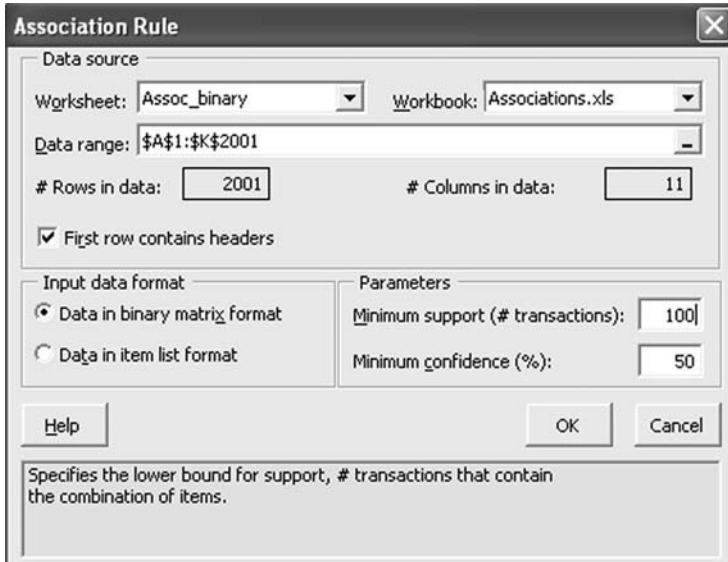 Association Rule
Data source
Worksheet: Assoc_binary Workbook: Associations.xls
Data range: $A$1:$K$2001
# Rows in data: 2001 # Columns in data: 11
First row contains headers
Input data format Parameters
Data in binary matrix format Minimum support (# transactions): 100
Data in item list format Minimum confidence (%): 50
Help OK Cancel
Specifies the lower bound for support, # transactions that contain
the combination of items.